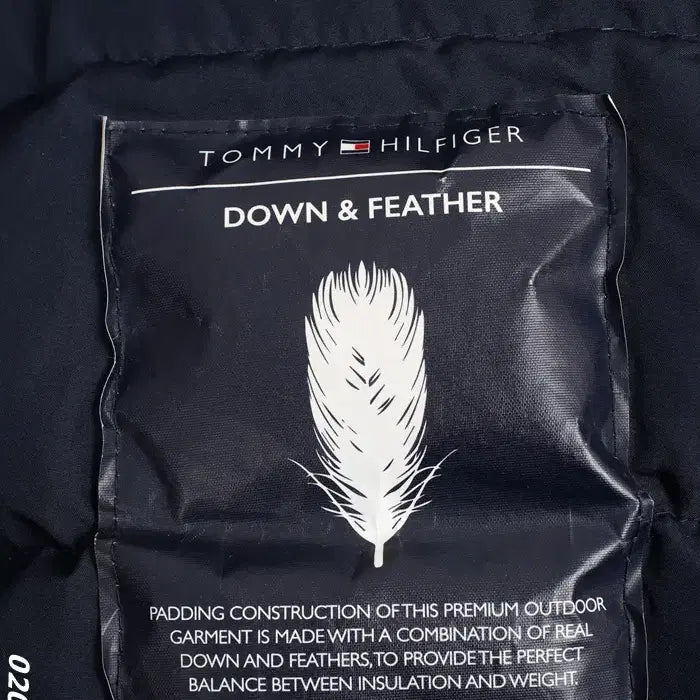 TOMMY HILFIGER
DOWN & FEATHER
PADDING CONSTRUCTION OF THIS PREMIUM OUTDOOR
GARMENT IS MADE WITH A COMBINATION OF REAL
DOWN AND FEATHERS, TO PROVIDE THE PERFECT
BALANCE BETWEEN INSULATION AND WEIGHT.
020